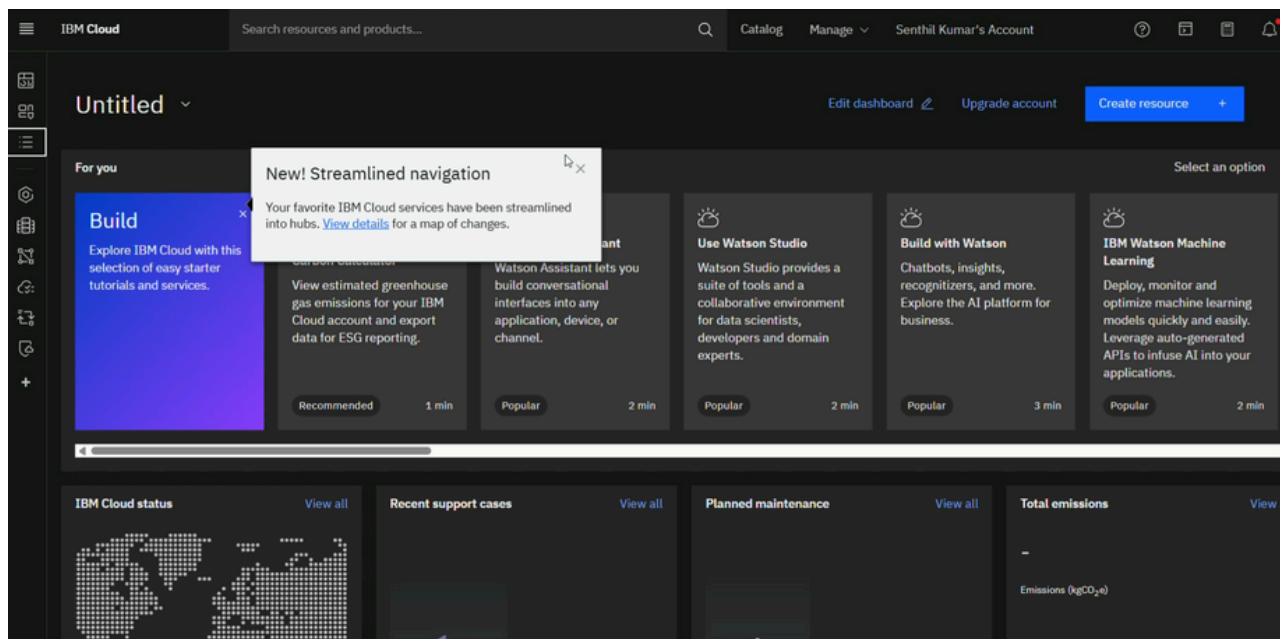 IBM Cloud
Search resources and products...
Catalog
Manage
Senthil Kumar's Account
Untitled
Edit dashboard
Upgrade account
Create resource +
For you
Select an option
New! Streamlined navigation
Your favorite IBM Cloud services have been streamlined
into hubs. View details for a map of changes.
Build
Explore IBM Cloud with this
selection of easy starter
tutorials and services.
Carbon Calculator
View estimated greenhouse
gas emissions for your IBM
Cloud account and export
data for ESG reporting.
Recommended
1 min
ant
Watson Assistant lets you
build conversational
interfaces into any
application, device, or
channel.
Popular
2 min
Use Watson Studio
Watson Studio provides a
suite of tools and a
collaborative environment
for data scientists,
developers and domain
experts.
Popular
2 min
Build with Watson
Chatbots, insights,
recognitizers, and more.
Explore the AI platform for
business.
Popular
3 min
IBM Watson Machine
Learning
Deploy, monitor and
optimize machine learning
models quickly and easily.
Leverage auto-generated
APIs to infuse AI into your
applications.
Popular
2 min
IBM Cloud status
View all
Recent support cases
View all
Planned maintenance
View all
Total emissions
View
-
Emissions (kgCO₂e)